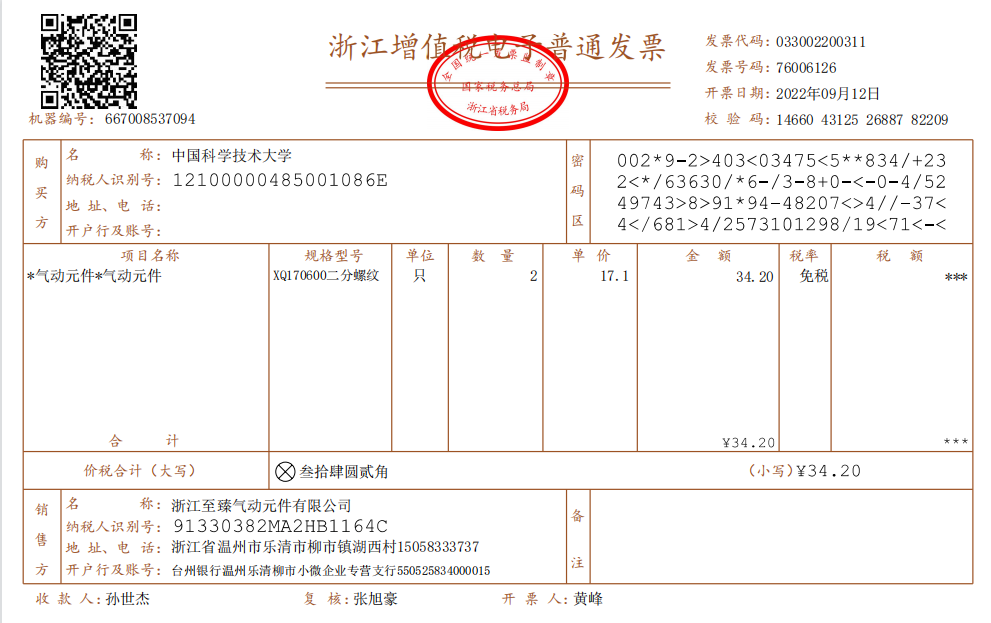 浙江增值税电子普通发票
全国统一发票监制章
国家税务总局
浙江省税务局
机器编号: 667008537094
发票代码: 033002200311
发票号码: 76006126
开票日期: 2022年09月12日
校 验 码: 14660 43125 26887 82209
购买方
名 称: 中国科学技术大学
纳税人识别号: 12100000485001086E
地 址、电 话:
开户行及账号:
密码区
002*9-2>403<03475<5**834/+23
2<*/63630/*6-/3-8+0-<-0-4/52
49743>8>91*94-48207<>4//-37<
4</681>4/2573101298/19<71<-<
项目名称 规格型号 单位 数 量 单 价 金 额 税率 税 额
*气动元件*气动元件 XQ170600二分螺纹 只 2 17.1 34.20 免税 ***
合 计 ¥34.20 ***
价税合计（大写） 叁拾肆圆贰角 （小写）¥34.20
销售方
名 称: 浙江至臻气动元件有限公司
纳税人识别号: 91330382MA2HB1164C
地 址、电 话: 浙江省温州市乐清市柳市镇湖西村15058333737
开户行及账号: 台州银行温州乐清柳市小微企业专营支行550525834000015
备注
收 款 人: 孙世杰 复 核: 张旭豪 开 票 人: 黄峰